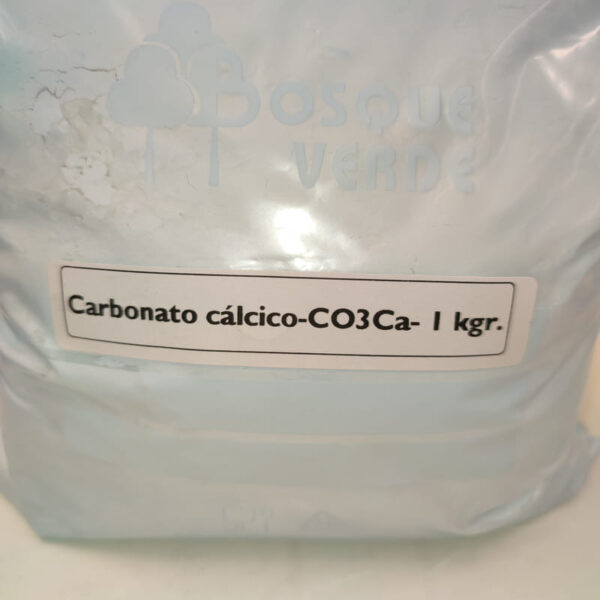 BOSQUE
VERDE
Carbonato cálcico-CO3Ca- 1 kgr.